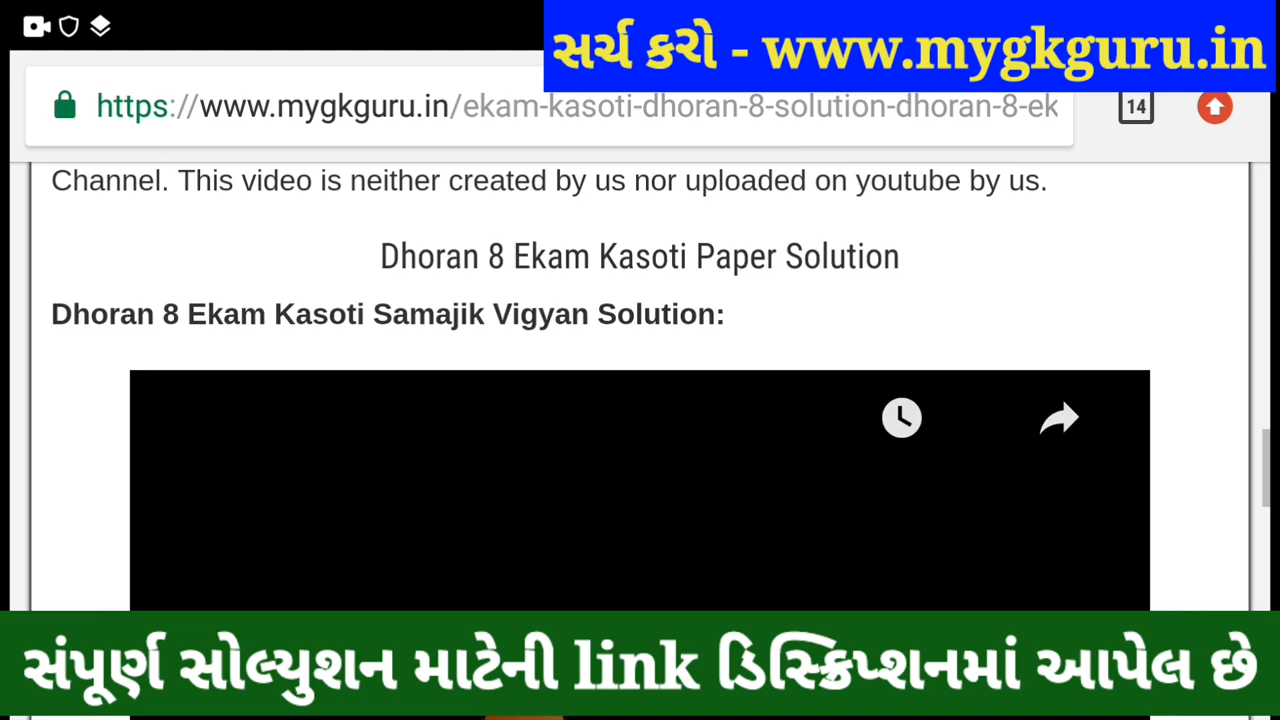 સર્ચ કરો - www.mygkguru.in
https://www.mygkguru.in/ekam-kasoti-dhoran-8-solution-dhoran-8-ek
14
Channel. This video is neither created by us nor uploaded on youtube by us.
Dhoran 8 Ekam Kasoti Paper Solution
Dhoran 8 Ekam Kasoti Samajik Vigyan Solution:
સંપૂર્ણ સોલ્યુશન માટેની link ડિસ્ક્રિપ્શનમાં આપેલ છે